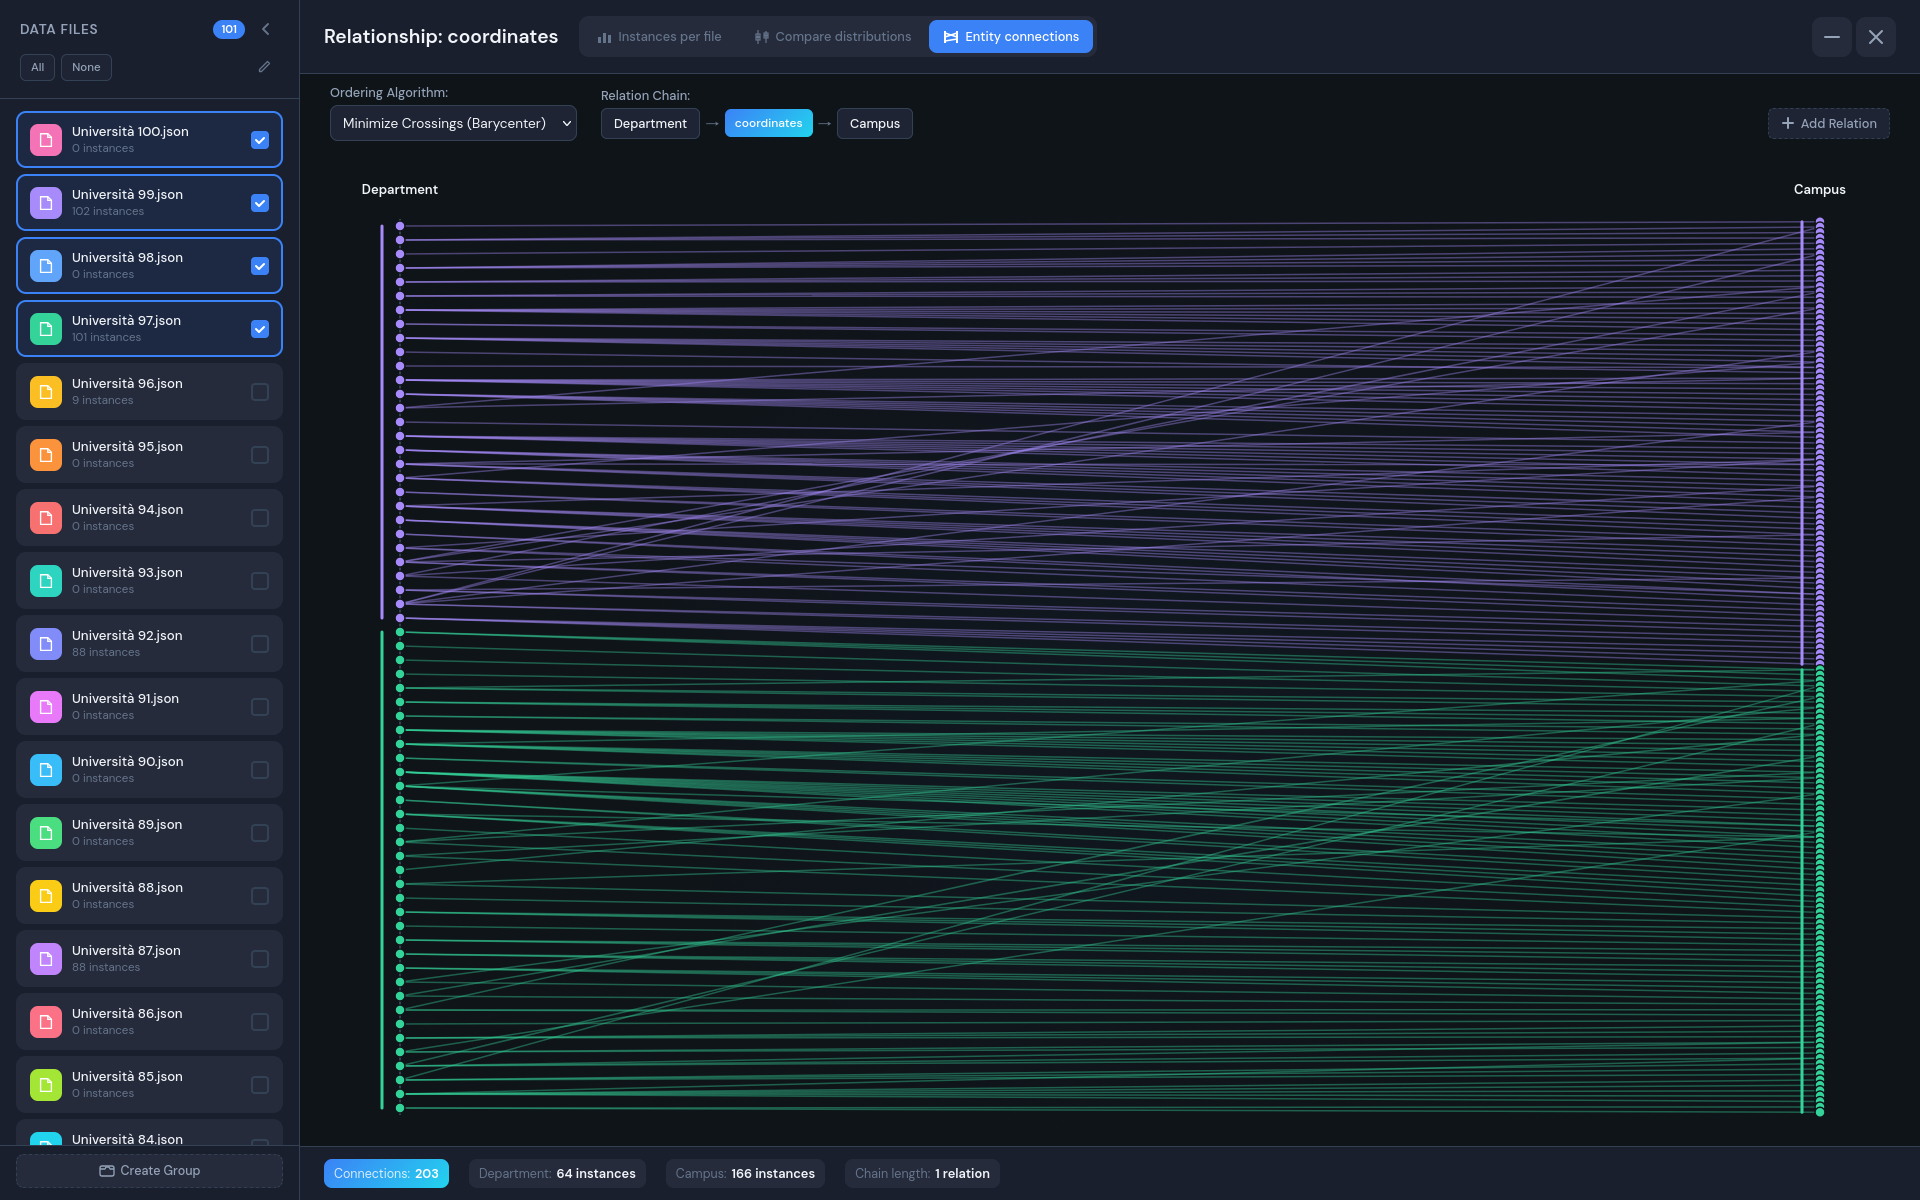 DATA FILES
101
All
None
Università 100.json
0 instances
Università 99.json
102 instances
Università 98.json
0 instances
Università 97.json
101 instances
Università 96.json
9 instances
Università 95.json
0 instances
Università 94.json
0 instances
Università 93.json
0 instances
Università 92.json
88 instances
Università 91.json
0 instances
Università 90.json
0 instances
Università 89.json
0 instances
Università 88.json
0 instances
Università 87.json
88 instances
Università 86.json
0 instances
Università 85.json
0 instances
Università 84.json
Create Group
Relationship: coordinates
Instances per file
Compare distributions
Entity connections
Ordering Algorithm:
Minimize Crossings (Barycenter)
Relation Chain:
Department → coordinates → Campus
Add Relation
Department
Campus
Connections: 203
Department: 64 instances
Campus: 166 instances
Chain length: 1 relation